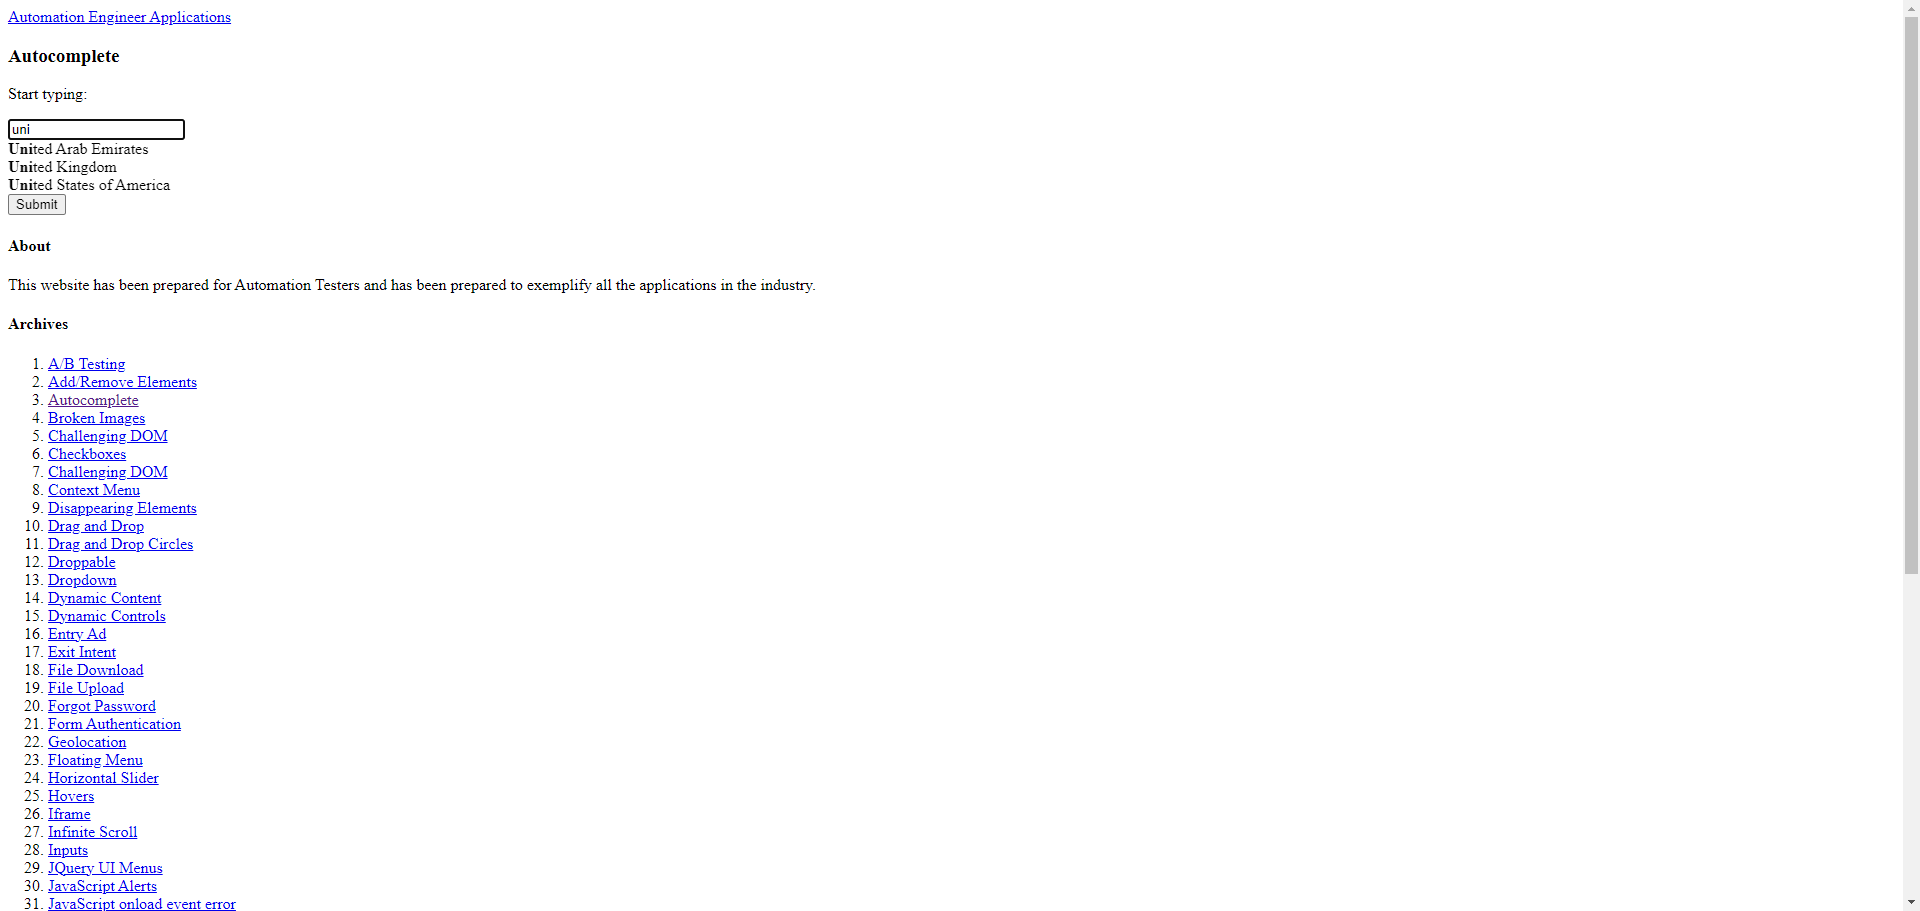 Automation Engineer Applications
Autocomplete
Start typing:
uni
United Arab Emirates
United Kingdom
United States of America
Submit
About
This website has been prepared for Automation Testers and has been prepared to exemplify all the applications in the industry.
Archives
1. A/B Testing
2. Add/Remove Elements
3. Autocomplete
4. Broken Images
5. Challenging DOM
6. Checkboxes
7. Challenging DOM
8. Context Menu
9. Disappearing Elements
10. Drag and Drop
11. Drag and Drop Circles
12. Droppable
13. Dropdown
14. Dynamic Content
15. Dynamic Controls
16. Entry Ad
17. Exit Intent
18. File Download
19. File Upload
20. Forgot Password
21. Form Authentication
22. Geolocation
23. Floating Menu
24. Horizontal Slider
25. Hovers
26. Iframe
27. Infinite Scroll
28. Inputs
29. JQuery UI Menus
30. JavaScript Alerts
31. JavaScript onload event error